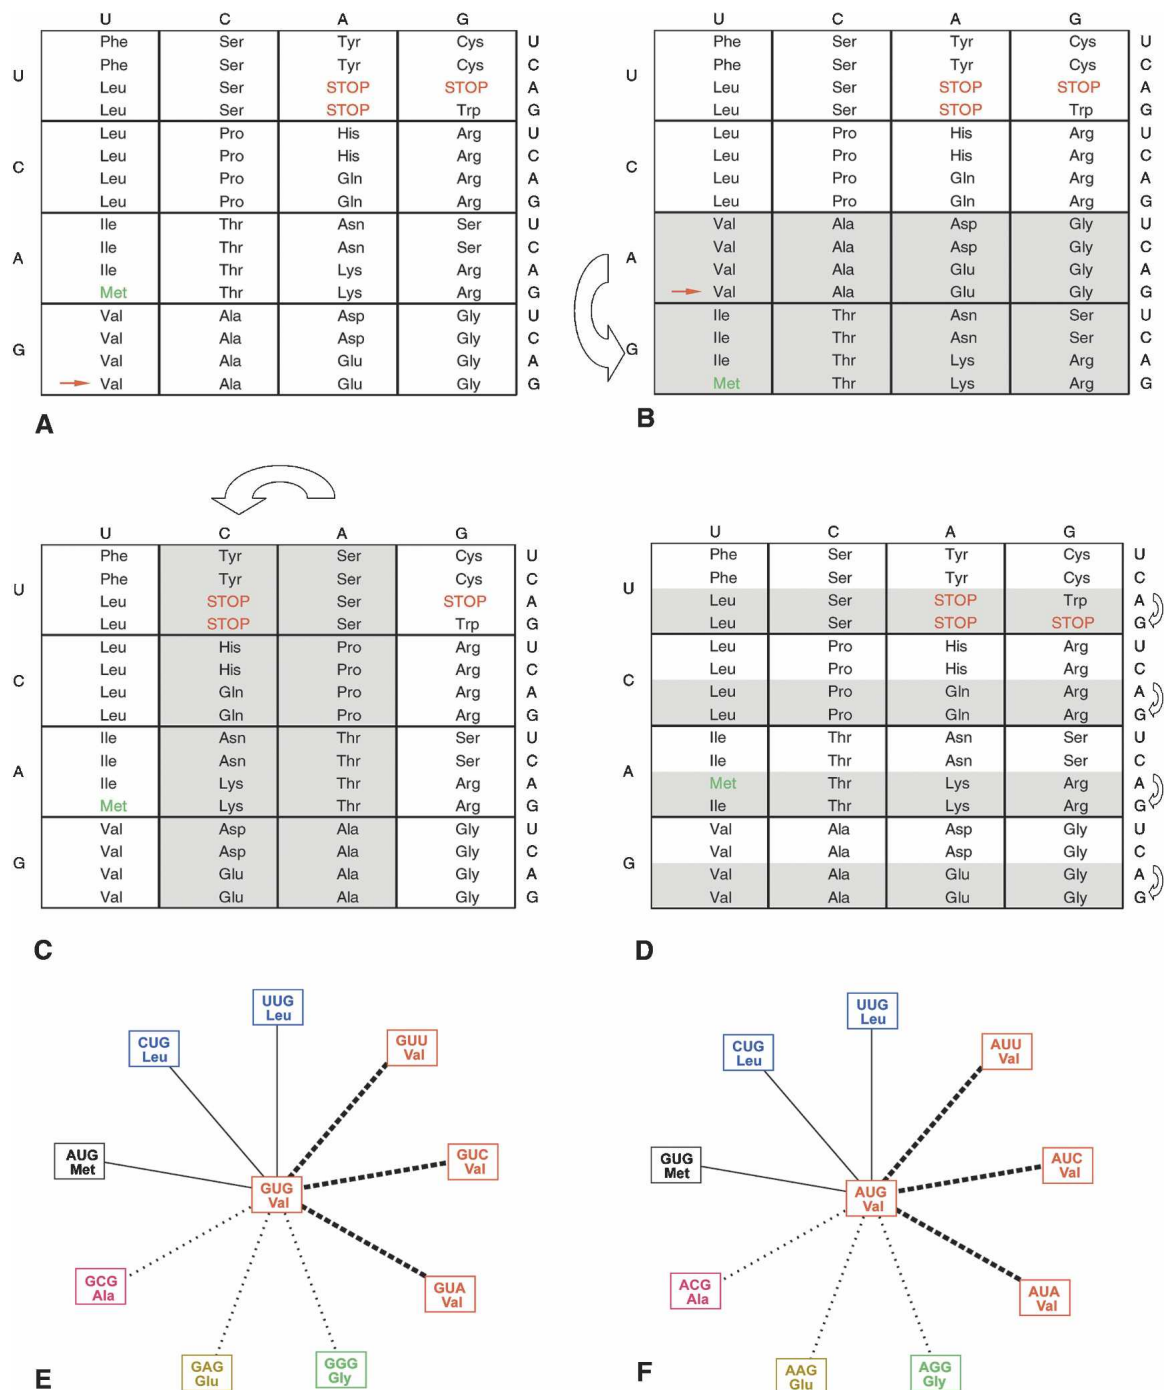 U C A G
Phe Ser Tyr Cys U
Phe Ser Tyr Cys C
U
Leu Ser STOP STOP A
Leu Ser STOP Trp G
Leu Pro His Arg U
Leu Pro His Arg C
C
Leu Pro Gln Arg A
Leu Pro Gln Arg G
Ile Thr Asn Ser U
Ile Thr Asn Ser C
A
Ile Thr Lys Arg A
Met Thr Lys Arg G
Val Ala Asp Gly U
Val Ala Asp Gly C
G
Val Ala Glu Gly A
Val Ala Glu Gly G
A
U C A G
Phe Ser Tyr Cys U
Phe Ser Tyr Cys C
U
Leu Ser STOP STOP A
Leu Ser STOP Trp G
Leu Pro His Arg U
Leu Pro His Arg C
C
Leu Pro Gln Arg A
Leu Pro Gln Arg G
Val Ala Asp Gly U
Val Ala Asp Gly C
A
Val Ala Glu Gly A
Val Ala Glu Gly G
Ile Thr Asn Ser U
Ile Thr Asn Ser C
G
Ile Thr Lys Arg A
Met Thr Lys Arg G
B
U C A G
Phe Tyr Ser Cys U
Phe Tyr Ser Cys C
U
Leu STOP Ser STOP A
Leu STOP Ser Trp G
Leu His Pro Arg U
Leu His Pro Arg C
C
Leu Gln Pro Arg A
Leu Gln Pro Arg G
Ile Asn Thr Ser U
Ile Asn Thr Ser C
A
Ile Lys Thr Arg A
Met Lys Thr Arg G
Val Asp Ala Gly U
Val Asp Ala Gly C
G
Val Glu Ala Gly A
Val Glu Ala Gly G
C
U C A G
Phe Ser Tyr Cys U
Phe Ser Tyr Cys C
U
Leu Ser STOP Trp A
Leu Ser STOP STOP G
Leu Pro His Arg U
Leu Pro His Arg C
C
Leu Pro Gln Arg A
Leu Pro Gln Arg G
Ile Thr Asn Ser U
Ile Thr Asn Ser C
A
Met Thr Lys Arg A
Ile Thr Lys Arg G
Val Ala Asp Gly U
Val Ala Asp Gly C
G
Val Ala Glu Gly A
Val Ala Glu Gly G
D
UUG
Leu
CUG
Leu
GUU
Val
AUG
Met
GUC
Val
GUG
Val
GCG
Ala
GUA
Val
GAG
Glu
GGG
Gly
E
UUG
Leu
CUG
Leu
AUU
Val
GUG
Met
AUC
Val
AUG
Val
ACG
Ala
AUA
Val
AAG
Glu
AGG
Gly
F